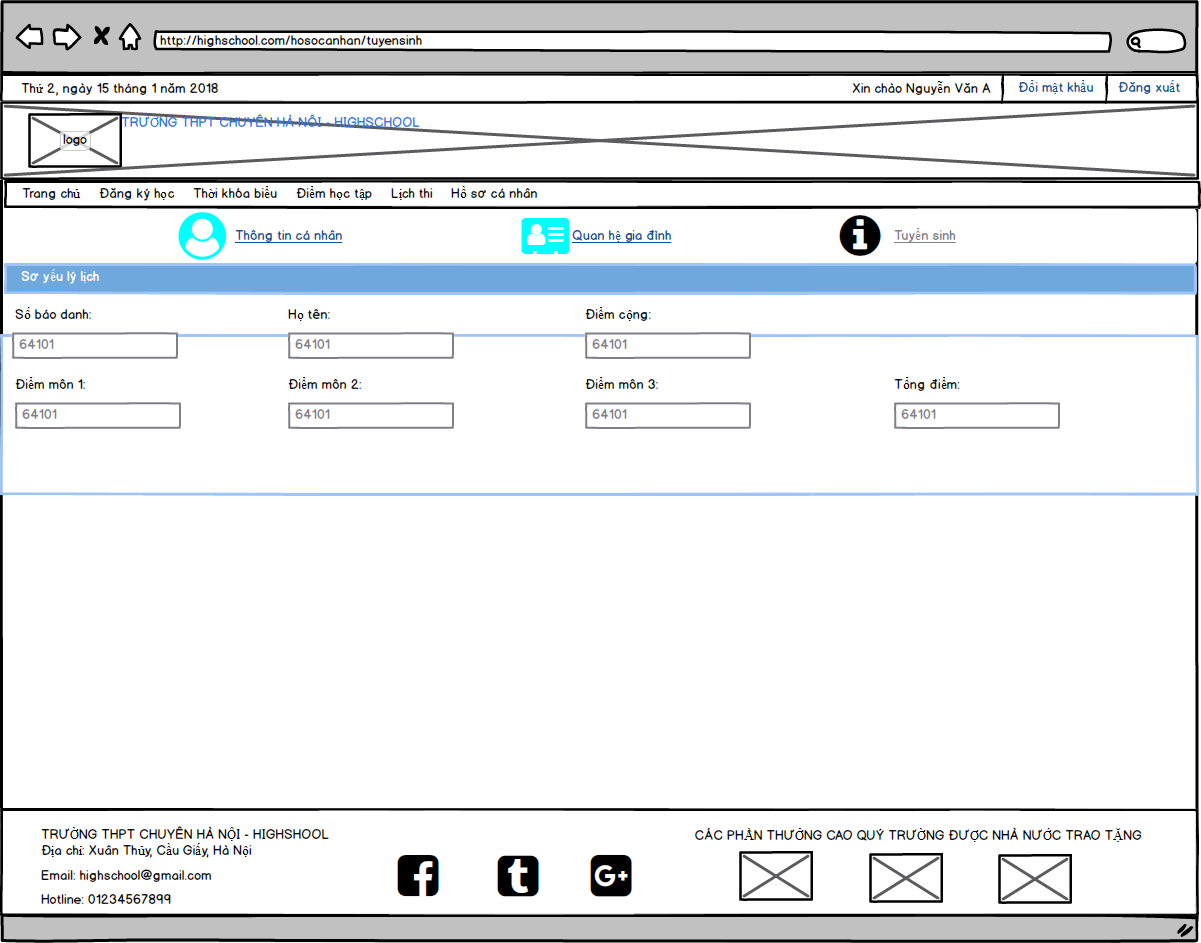 http://highschool.com/hosocanhan/tuyensinh
Thứ 2, ngày 15 tháng 1 năm 2018 Xin chào Nguyễn Văn A Đổi mật khẩu Đăng xuất
TRƯỜNG THPT CHUYÊN HÀ NỘI - HIGHSCHOOL
logo
Trang chủ Đăng ký học Thời khóa biểu Điểm học tập Lịch thi Hồ sơ cá nhân
Thông tin cá nhân Quan hệ gia đình Tuyển sinh
Sơ yếu lý lịch
Số báo danh: Họ tên: Điểm cộng:
64101 64101 64101
Điểm môn 1: Điểm môn 2: Điểm môn 3: Tổng điểm:
64101 64101 64101 64101
TRƯỜNG THPT CHUYÊN HÀ NỘI - HIGHSHOOL
Địa chỉ: Xuân Thủy, Cầu Giấy, Hà Nội
Email: highschool@gmail.com
Hotline: 01234567899
CÁC PHẦN THƯỞNG CAO QUÝ TRƯỜNG ĐƯỢC NHÀ NƯỚC TRAO TẶNG